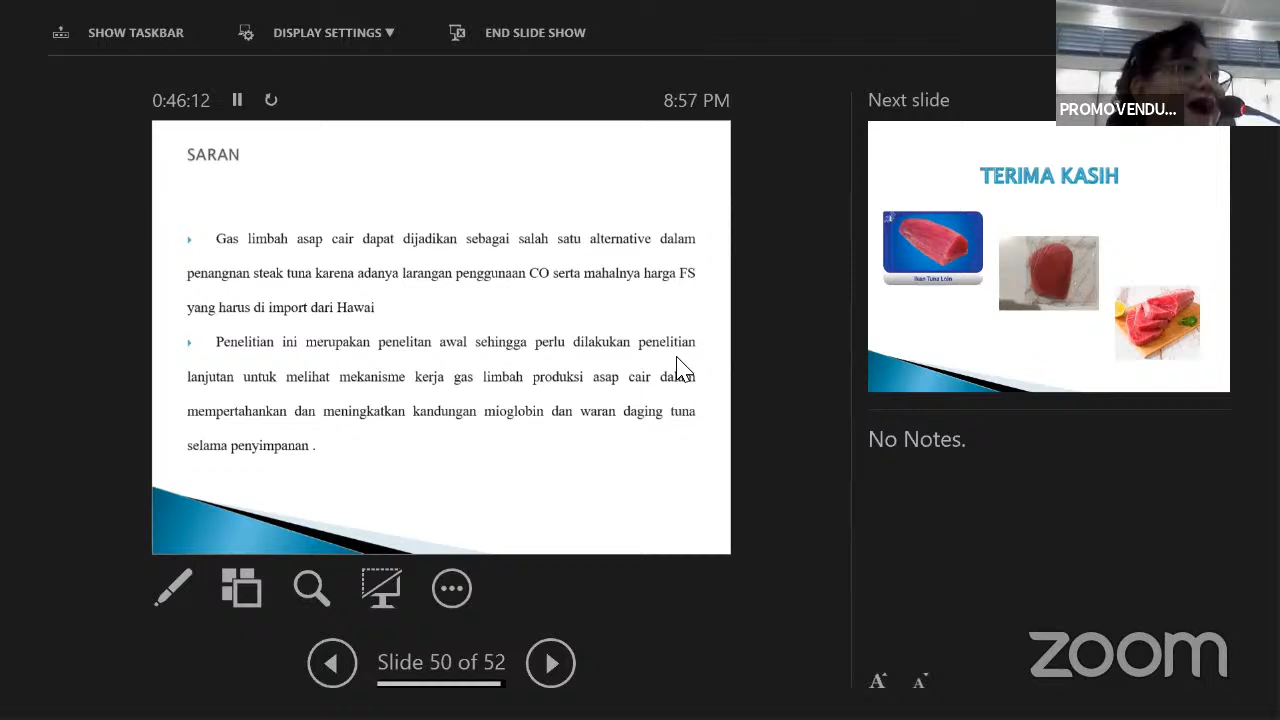 SHOW TASKBAR
DISPLAY SETTINGS ▼
END SLIDE SHOW
PROMOVENDU...
0:46:12
8:57 PM
SARAN
Gas limbah asap cair dapat dijadikan sebagai salah satu alternative dalam
penangnan steak tuna karena adanya larangan penggunaan CO serta mahalnya harga FS
yang harus di import dari Hawai
Penelitian ini merupakan penelitan awal sehingga perlu dilakukan penelitian
lanjutan untuk melihat mekanisme kerja gas limbah produksi asap cair dalam
mempertahankan dan meningkatkan kandungan mioglobin dan waran daging tuna
selama penyimpanan .
Slide 50 of 52
Next slide
TERIMA KASIH
Ikan Tuna Loin
No Notes.
A A
zoom